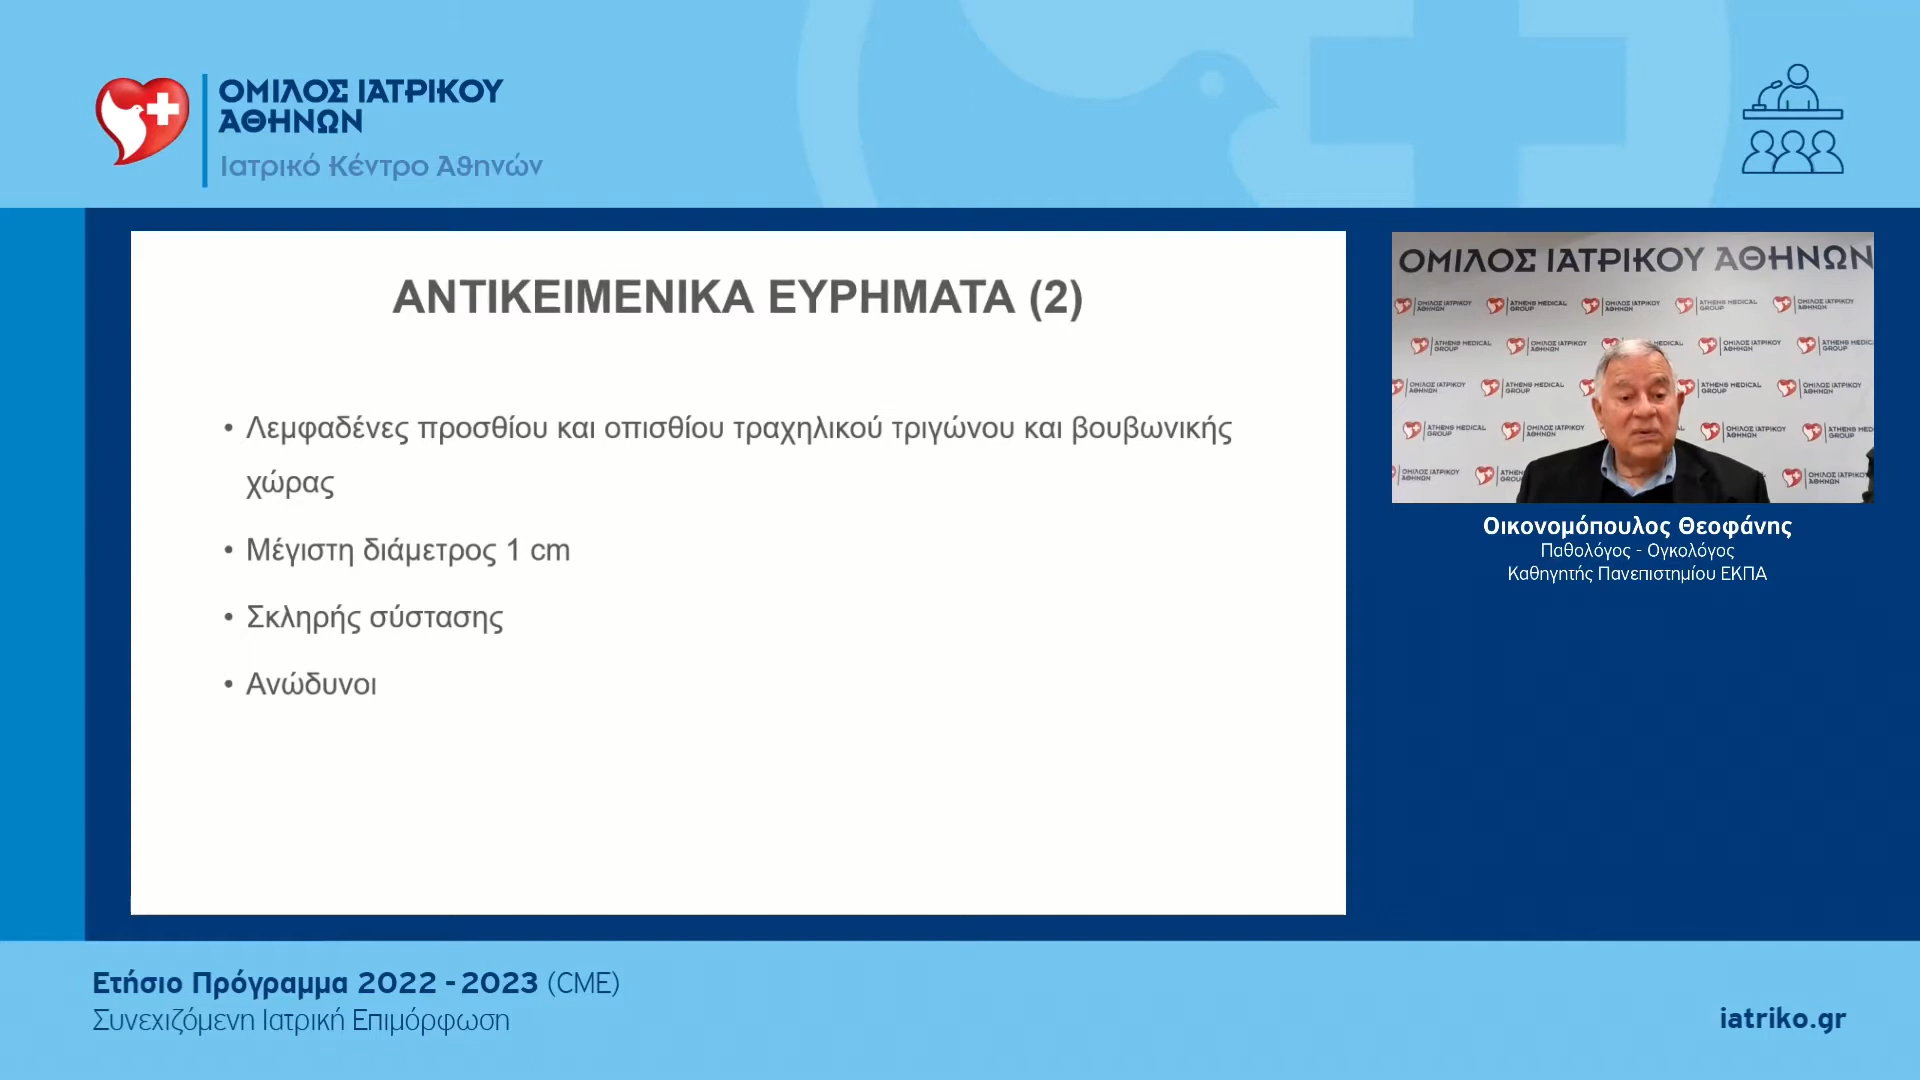 ΟΜΙΛΟΣ ΙΑΤΡΙΚΟΥ
ΑΘΗΝΩΝ
Ιατρικό Κέντρο Αθηνών
ΑΝΤΙΚΕΙΜΕΝΙΚΑ ΕΥΡΗΜΑΤΑ (2)
• Λεμφαδένες προσθίου και οπισθίου τραχηλικού τριγώνου και βουβωνικής
χώρας
• Μέγιστη διάμετρος 1 cm
• Σκληρής σύστασης
• Ανώδυνοι
ΟΜΙΛΟΣ ΙΑΤΡΙΚΟΥ ΑΘΗΝΩΝ
Οικονομόπουλος Θεοφάνης
Παθολόγος - Ογκολόγος
Καθηγητής Πανεπιστημίου ΕΚΠΑ
Ετήσιο Πρόγραμμα 2022 - 2023 (CME)
Συνεχιζόμενη Ιατρική Επιμόρφωση
iatriko.gr